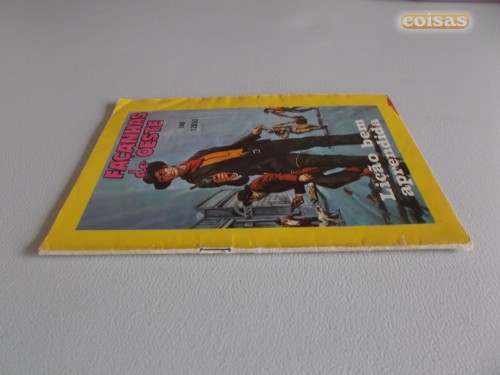 coisas
FAÇANHAS
do OESTE
Lição bem
aprendida